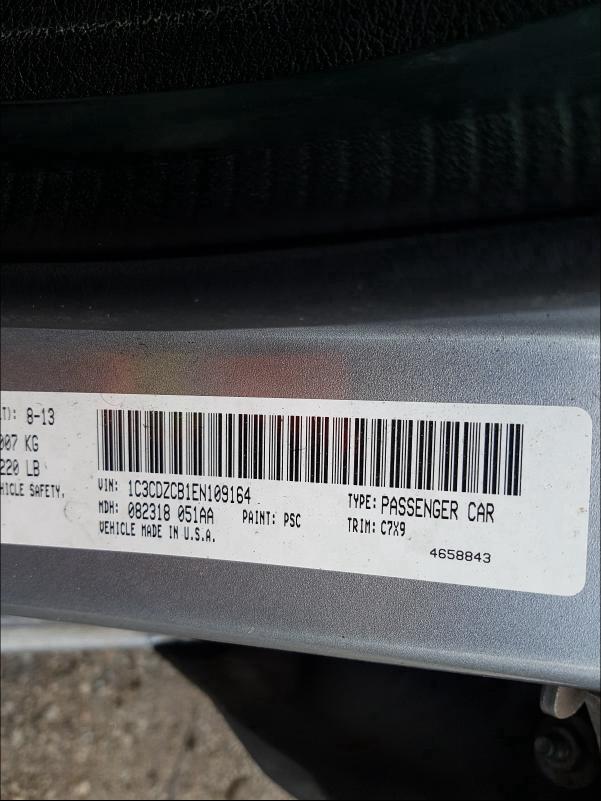 LT): 8-13
007 KG
220 LB
HICLE SAFETY.
VIN: 1C3CDZCB1EN109164 TYPE: PASSENGER CAR
MDH: 082318 051AA PAINT: PSC TRIM: C7X9
VEHICLE MADE IN U.S.A. 4658843